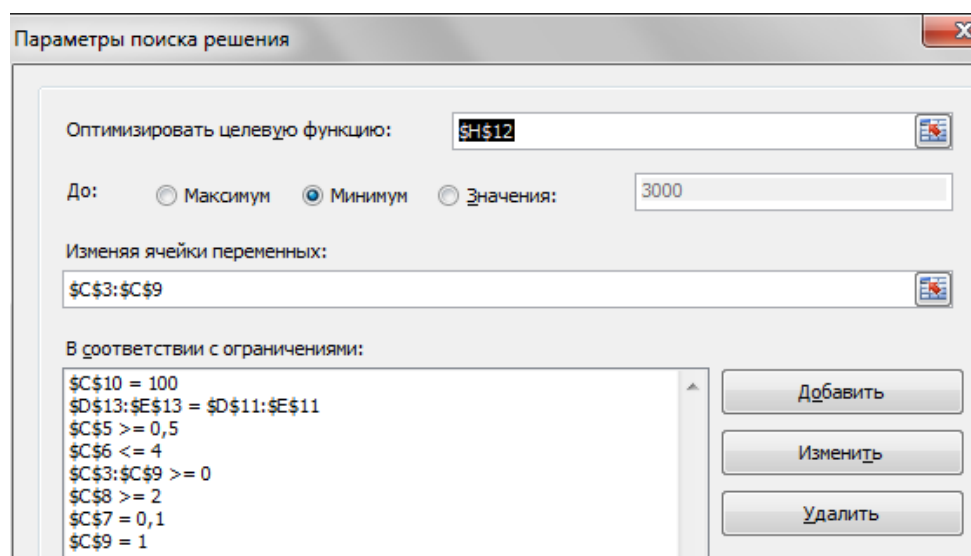 Параметры поиска решения
Оптимизировать целевую функцию:
$H$12
До:
Максимум
Минимум
Значения:
3000
Изменяя ячейки переменных:
$C$3:$C$9
В соответствии с ограничениями:
$C$10 = 100
$D$13:$E$13 = $D$11:$E$11
$C$5 >= 0,5
$C$6 <= 4
$C$3:$C$9 >= 0
$C$8 >= 2
$C$7 = 0,1
$C$9 = 1
Добавить
Изменить
Удалить